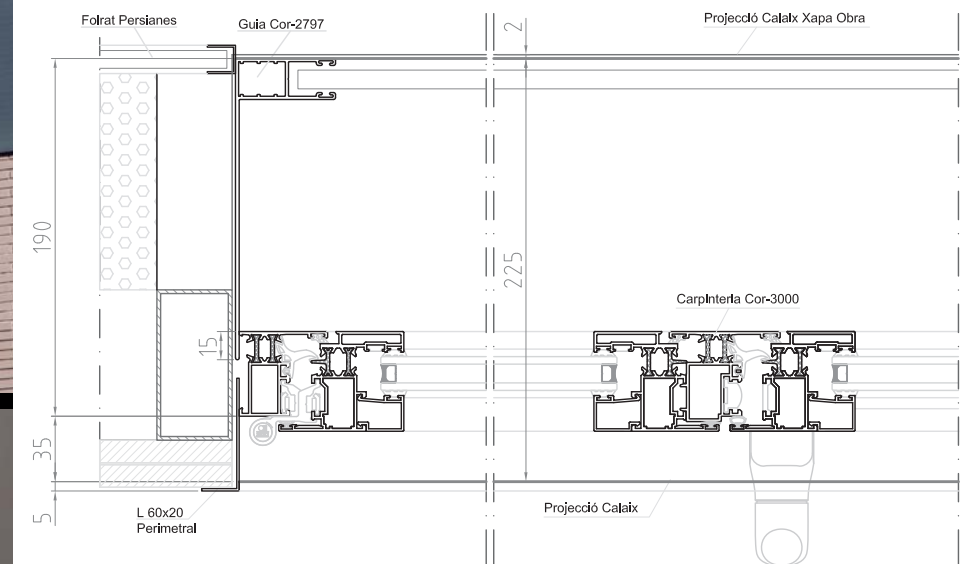 Folrat Persianes
Guia Cor-2797
2
Projecció Calaix Xapa Obra
190
225
Carpinteria Cor-3000
15
35
5
L 60x20
Perimetral
Projecció Calaix